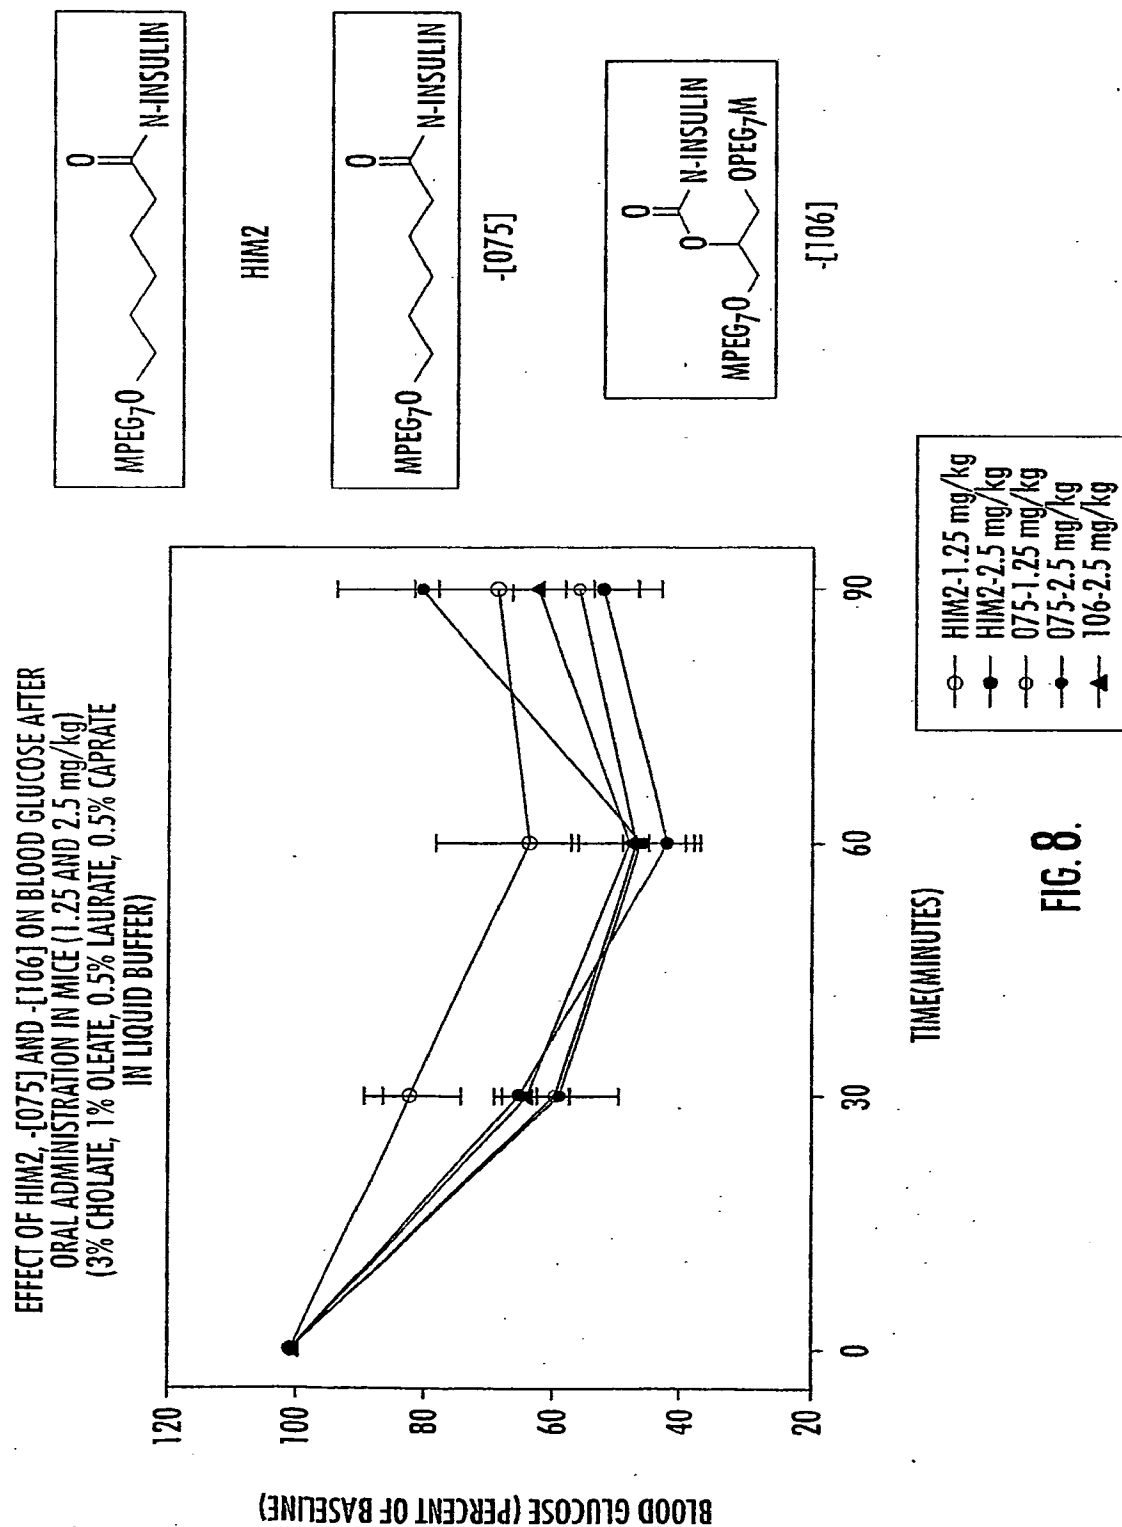 EFFECT OF HIM2, -[075] AND -[106] ON BLOOD GLUCOSE AFTER
ORAL ADMINISTRATION IN MICE (1.25 AND 2.5 mg/kg)
(3% CHOLATE, 1% OLEATE, 0.5% LAURATE, 0.5% CAPRATE
IN LIQUID BUFFER)
BLOOD GLUCOSE (PERCENT OF BASELINE)
120
100
80
60
40
20
0
30
60
90
TIME(MINUTES)
O
MPEG7O
N-INSULIN
HIM2
O
MPEG7O
N-INSULIN
-[075]
O
N-INSULIN
O
MPEG7O
OPEG7M
-[106]
HIM2-1.25 mg/kg
HIM2-2.5 mg/kg
075-1.25 mg/kg
075-2.5 mg/kg
106-2.5 mg/kg
FIG. 8.